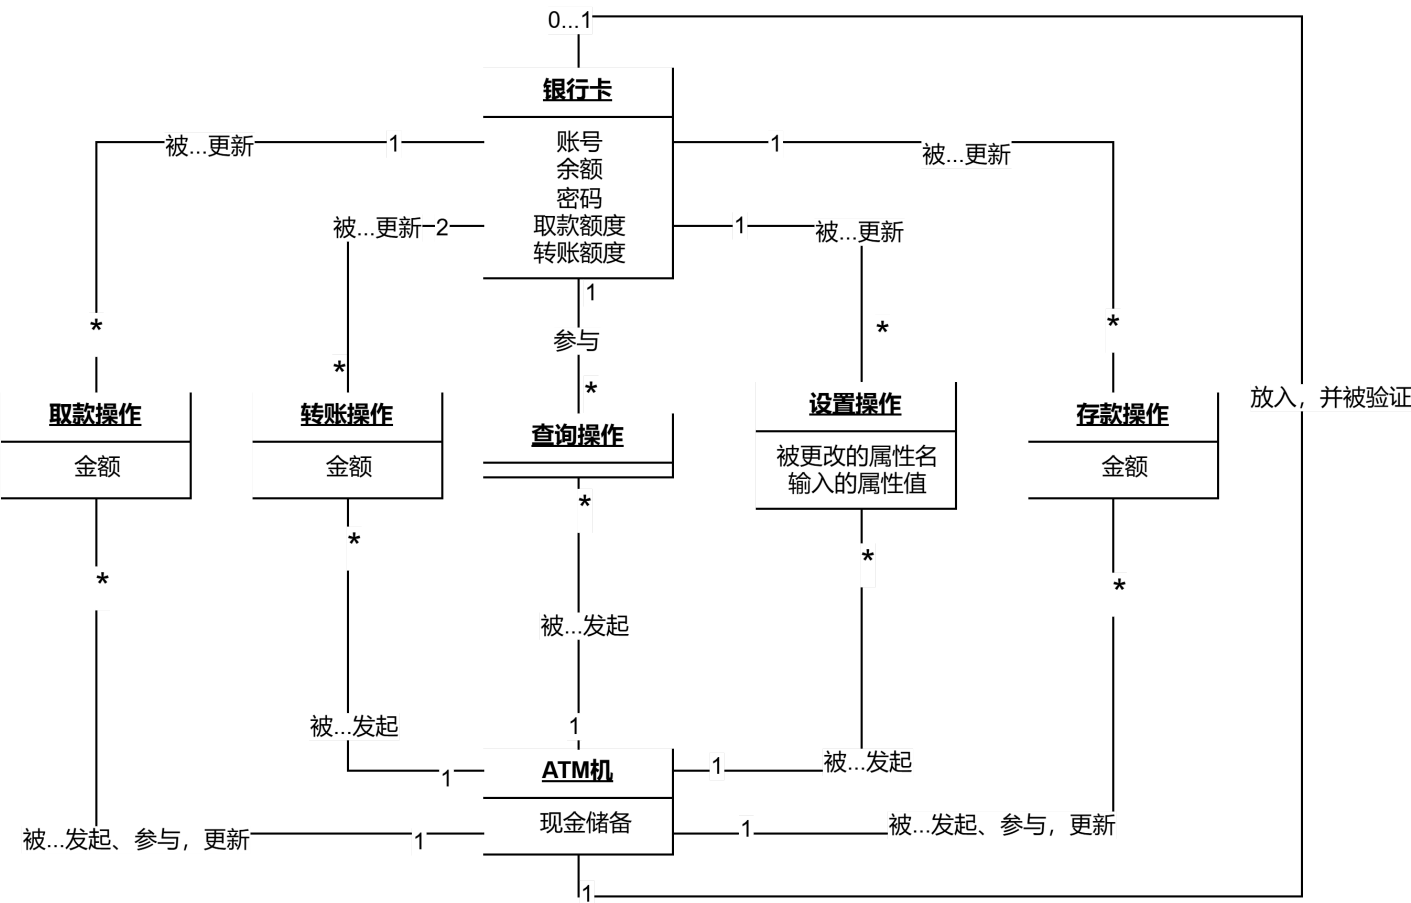 0...1
银行卡
账号
余额
密码
取款额度
转账额度
被...更新
1
1
被...更新
被...更新
2
1
被...更新
1
参与
*
*
*
*
*
放入，并被验证
取款操作
金额
转账操作
金额
查询操作
设置操作
被更改的属性名
输入的属性值
存款操作
金额
*
*
*
*
*
被...发起
被...发起
1
1
ATM机
现金储备
1
被...发起
被...发起、参与，更新
1
1
被...发起、参与，更新
1